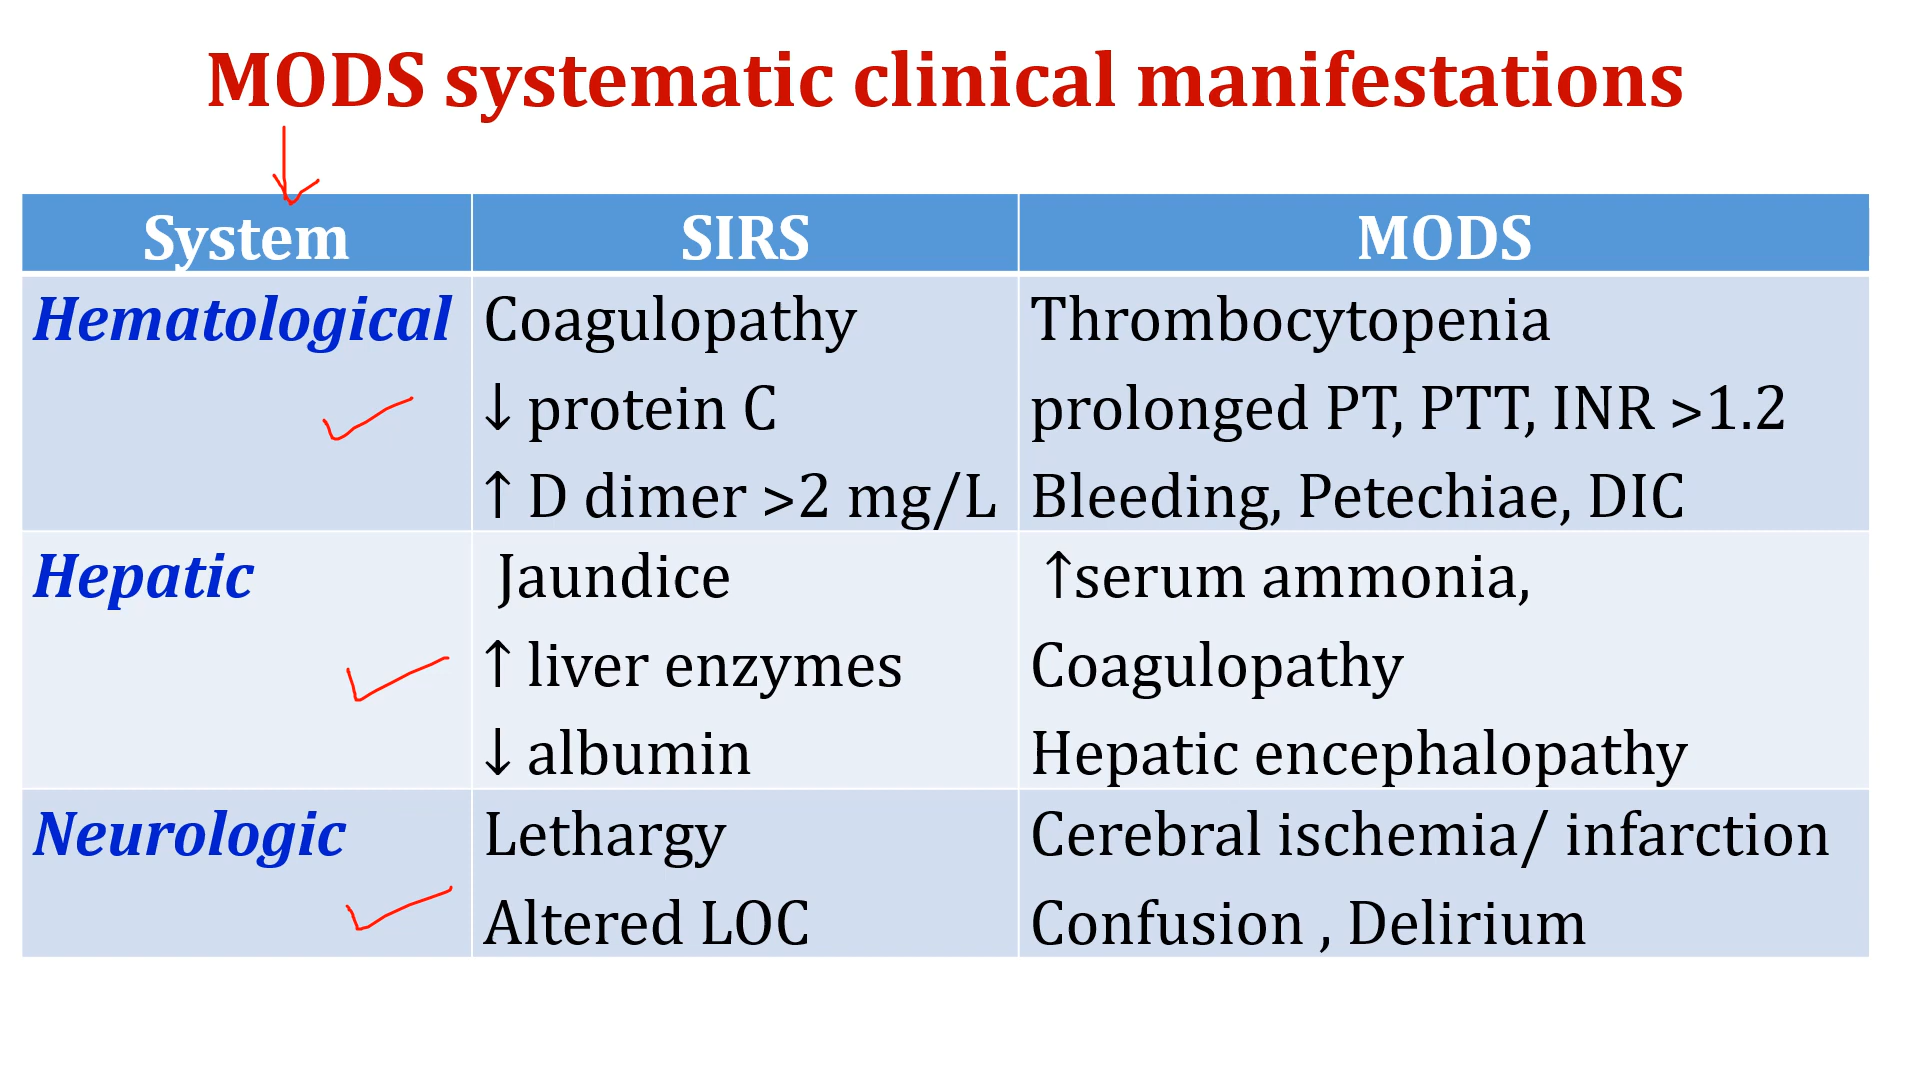 MODS systematic clinical manifestations
System SIRS MODS
Hematological Coagulopathy Thrombocytopenia
↓ protein C prolonged PT, PTT, INR >1.2
↑ D dimer >2 mg/L Bleeding, Petechiae, DIC
Hepatic Jaundice ↑serum ammonia,
↑ liver enzymes Coagulopathy
↓ albumin Hepatic encephalopathy
Neurologic Lethargy Cerebral ischemia/ infarction
Altered LOC Confusion , Delirium